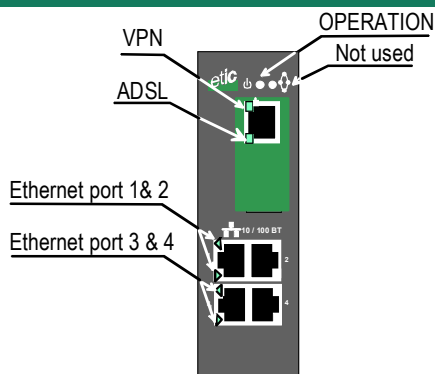 OPERATION
VPN
Not used
etic
ADSL
Ethernet port 1& 2
10 / 100 BT
Ethernet port 3 & 4
2
4